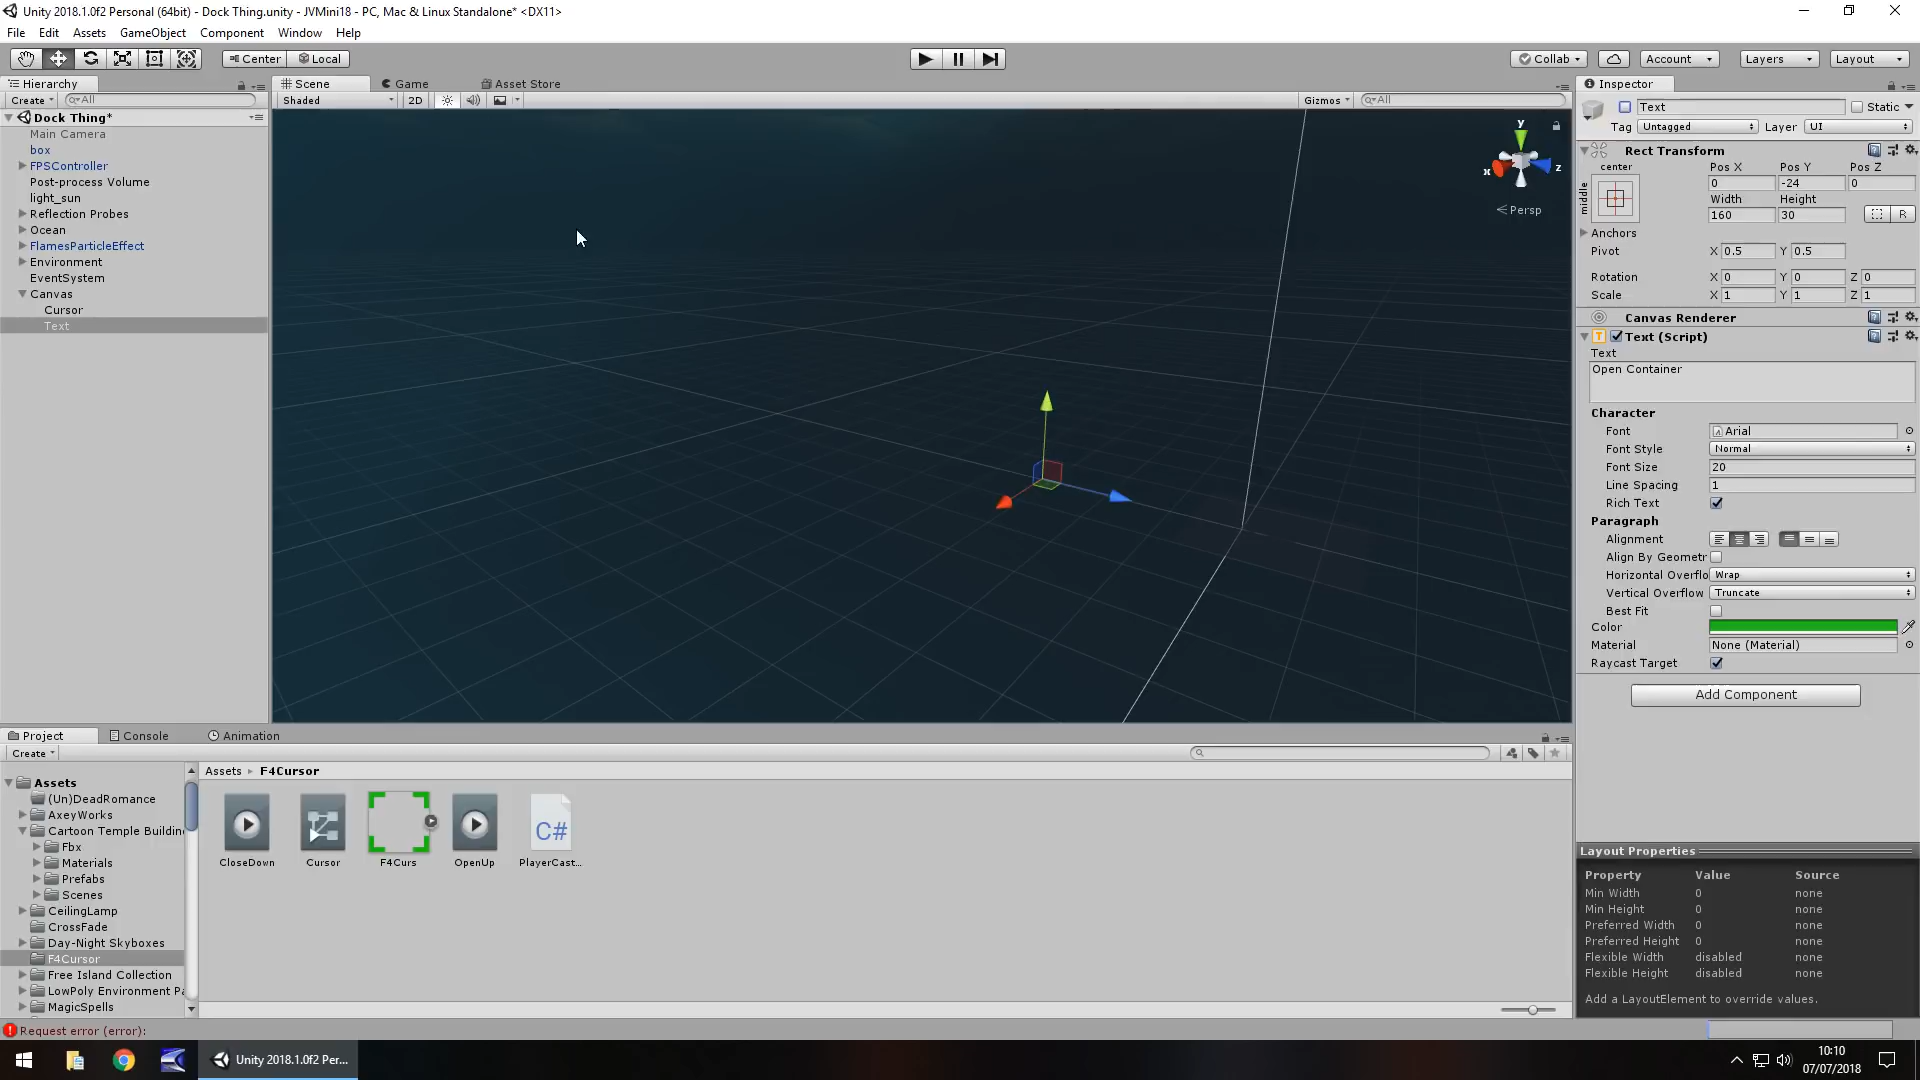 Unity 2018.1.0f2 Personal (64bit) - Dock Thing.unity - JVMini18 - PC, Mac & Linux Standalone* <DX11>
File Edit Assets GameObject Component Window Help
Center Local Collab Account Layers Layout
Hierarchy
Create All
Dock Thing*
Main Camera
box
FPSController
Post-process Volume
light_sun
Reflection Probes
Ocean
FlamesParticleEffect
Environment
EventSystem
Canvas
Cursor
Text
Scene Game Asset Store
Shaded 2D Gizmos All
y
x
z
Persp
Inspector
Text Static
Tag Untagged Layer UI
Rect Transform
center
middle
Pos X Pos Y Pos Z
0 -24 0
Width Height
160 30 R
Anchors
Pivot X 0.5 Y 0.5
Rotation X 0 Y 0 Z 0
Scale X 1 Y 1 Z 1
Canvas Renderer
Text (Script)
Text
Open Container
Character
Font Arial
Font Style Normal
Font Size 20
Line Spacing 1
Rich Text
Paragraph
Alignment
Align By Geometr
Horizontal Overflo Wrap
Vertical Overflow Truncate
Best Fit
Color
Material None (Material)
Raycast Target
Add Component
Layout Properties
Property Value Source
Min Width 0 none
Min Height 0 none
Preferred Width 0 none
Preferred Height 0 none
Flexible Width disabled none
Flexible Height disabled none
Add a LayoutElement to override values.
Project Console Animation
Create
Assets
(Un)DeadRomance
AxeyWorks
Cartoon Temple Building
Fbx
Materials
Prefabs
Scenes
CeilingLamp
CrossFade
Day-Night Skyboxes
F4Cursor
Free Island Collection
LowPoly Environment Pa
MagicSpells
Assets F4Cursor
C#
CloseDown Cursor F4Curs OpenUp PlayerCast...
Request error (error):
Unity 2018.1.0f2 Per...
10:10
07/07/2018